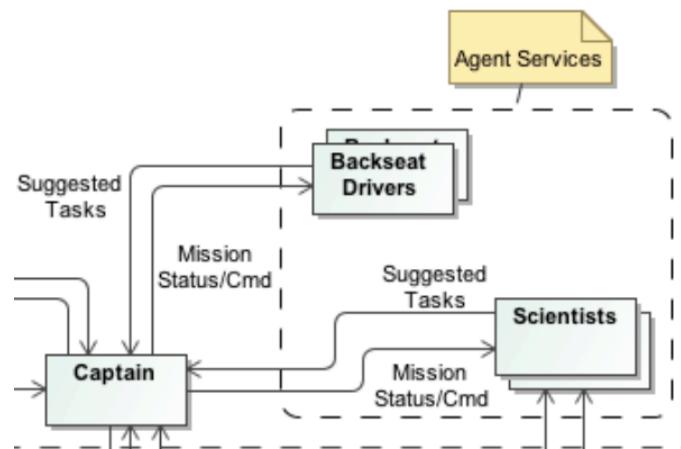 Agent Services
Backseat
Drivers
Suggested
Tasks
Mission
Status/Cmd
Suggested
Tasks
Scientists
Captain
Mission
Status/Cmd